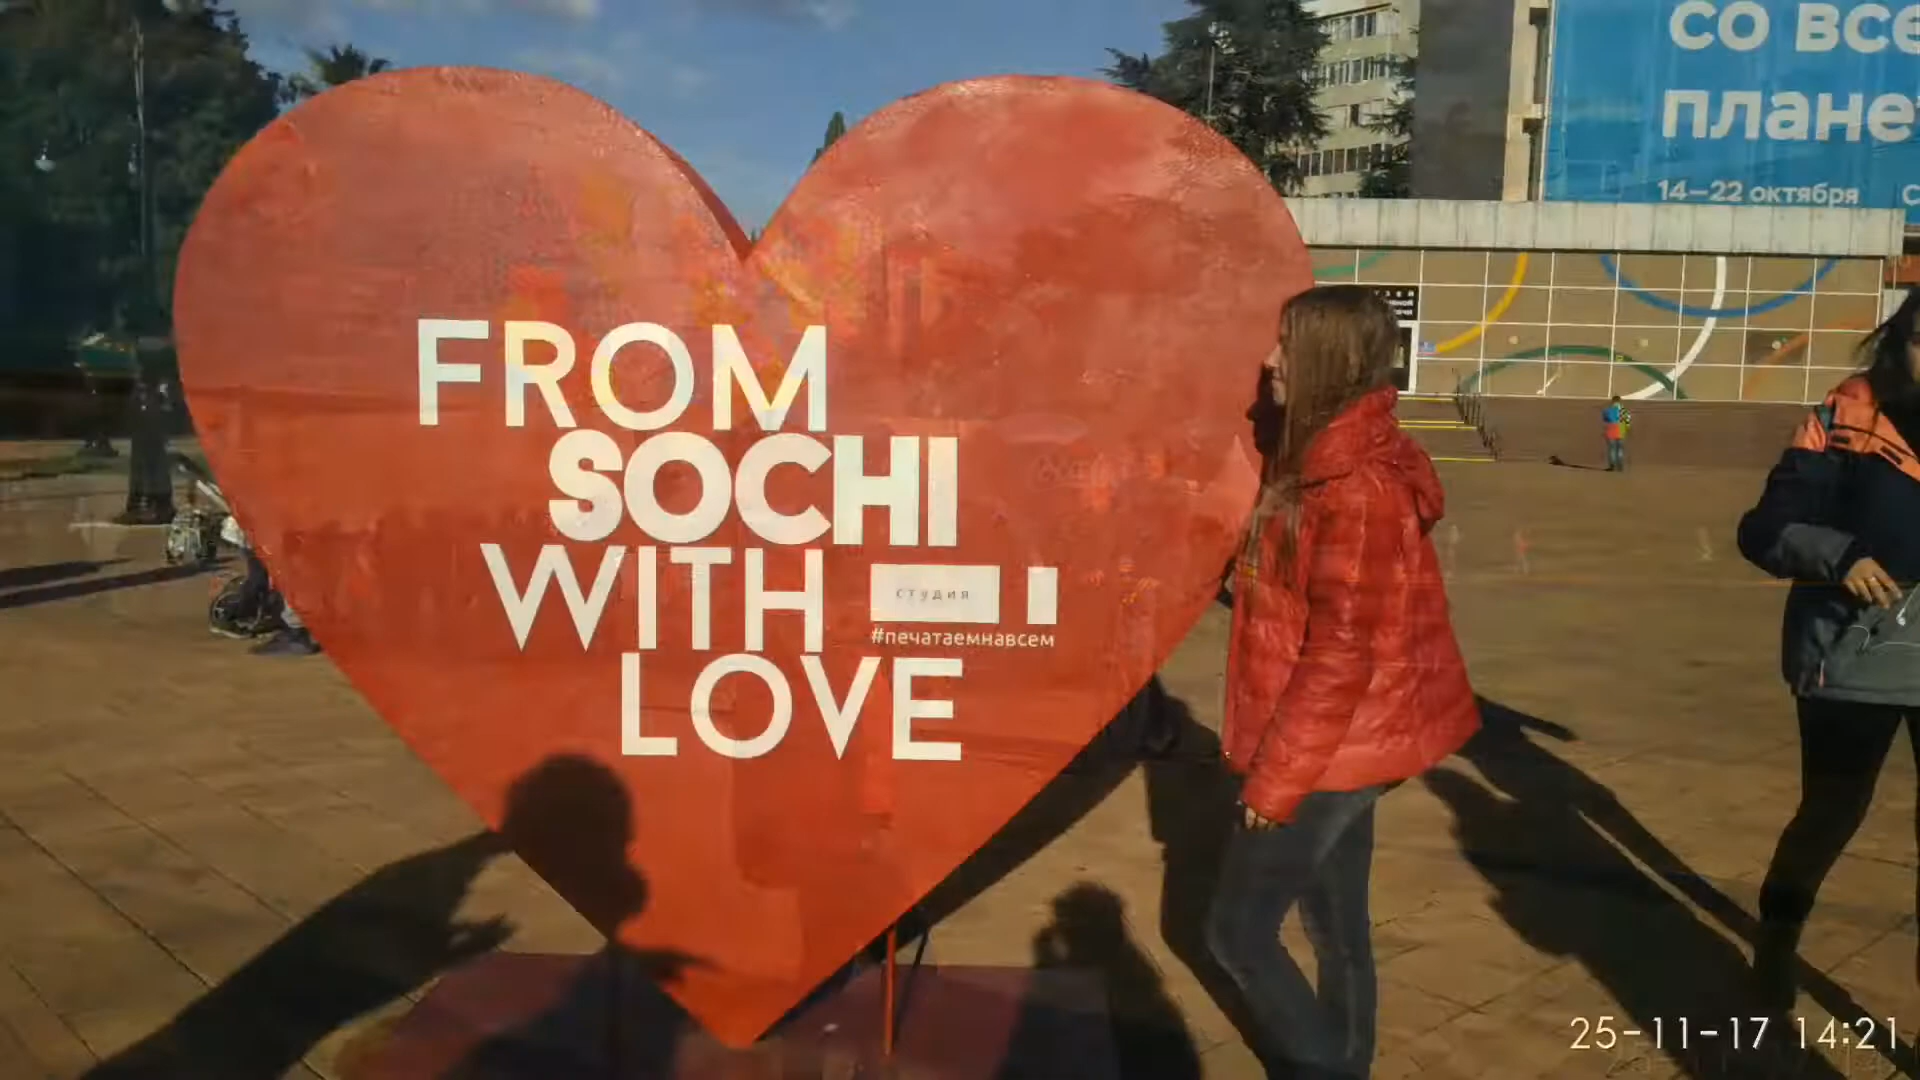 со все
плане
14–22 октября
FROM
SOCHI
WITH
студия
#печатаемнавсем
LOVE
25-11-17 14:21